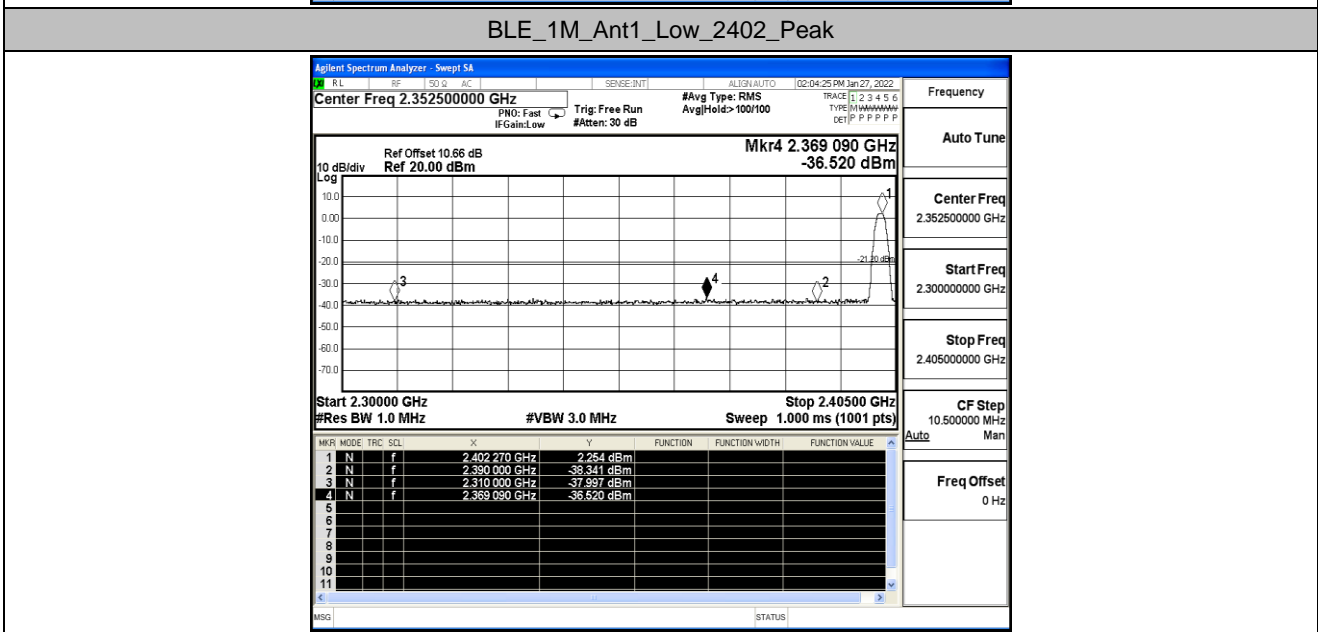 BLE_1M_Ant1_Low_2402_Peak
Agilent Spectrum Analyzer - Swept SA
RL RF 50 Ω AC SENSE:INT ALIGN AUTO 02:04:25 PM Jan 27, 2022
Center Freq 2.352500000 GHz
PNO: Fast
IFGain:Low
Trig: Free Run
#Atten: 30 dB
#Avg Type: RMS
Avg|Hold:>100/100
TRACE 1 2 3 4 5 6
TYPE MWWWWW
DET P P P P P P
Mkr4 2.369 090 GHz
-36.520 dBm
Ref Offset 10.66 dB
10 dB/div Ref 20.00 dBm
Log
10.0
0.00
-10.0
-20.0
-30.0
-40.0
-50.0
-60.0
-70.0
1
-21.20 dBm
3
4
2
Start 2.30000 GHz Stop 2.40500 GHz
#Res BW 1.0 MHz #VBW 3.0 MHz Sweep 1.000 ms (1001 pts)
MKR MODE TRC SCL X Y FUNCTION FUNCTION WIDTH FUNCTION VALUE
1 N f 2.402 270 GHz 2.254 dBm
2 N f 2.390 000 GHz -38.341 dBm
3 N f 2.310 000 GHz -37.997 dBm
4 N f 2.369 090 GHz -36.520 dBm
5
6
7
8
9
10
11
MSG STATUS
Frequency
Auto Tune
Center Freq
2.352500000 GHz
Start Freq
2.300000000 GHz
Stop Freq
2.405000000 GHz
CF Step
10.500000 MHz
Auto Man
Freq Offset
0 Hz